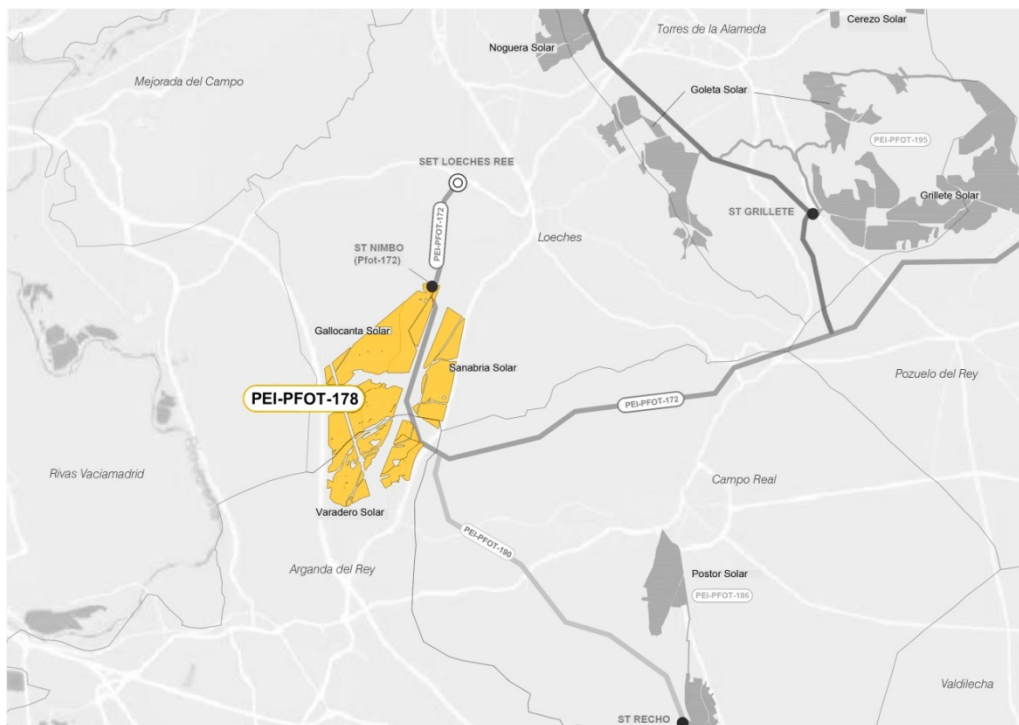 Cerezo Solar
Torres de la Alameda
Noguera Solar
Mejorada del Campo
Goleta Solar
PEI-PFOT-195
SET LOECHES REE
Grillete Solar
ST GRILLETE
PEI-PFOT-172
Loeches
ST NIMBO
(Pfot-172)
Gallocanta Solar
Sanabria Solar
Pozuelo del Rey
PEI-PFOT-178
PEI-PFOT-172
Rivas Vaciamadrid
Campo Real
Varadero Solar
PEI-PFOT-190
Arganda del Rey
Postor Solar
PEI-PFOT-186
Valdilecha
ST RECHO